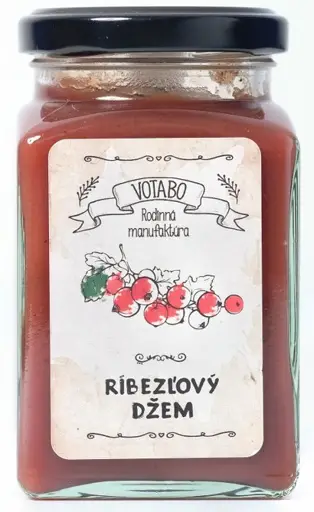 VOTABO
Rodinná
manufaktúra
RÍBEZĽOVÝ
DŽEM